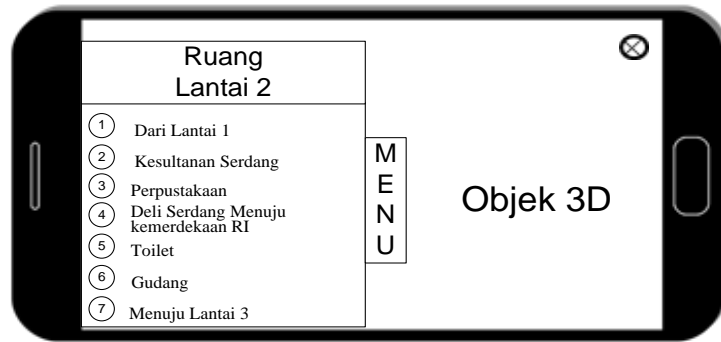 Ruang
Lantai 2
1 Dari Lantai 1
2 Kesultanan Serdang
3 Perpustakaan
4 Deli Serdang Menuju
kemerdekaan RI
5 Toilet
6 Gudang
7 Menuju Lantai 3
M
E
N
U
Objek 3D